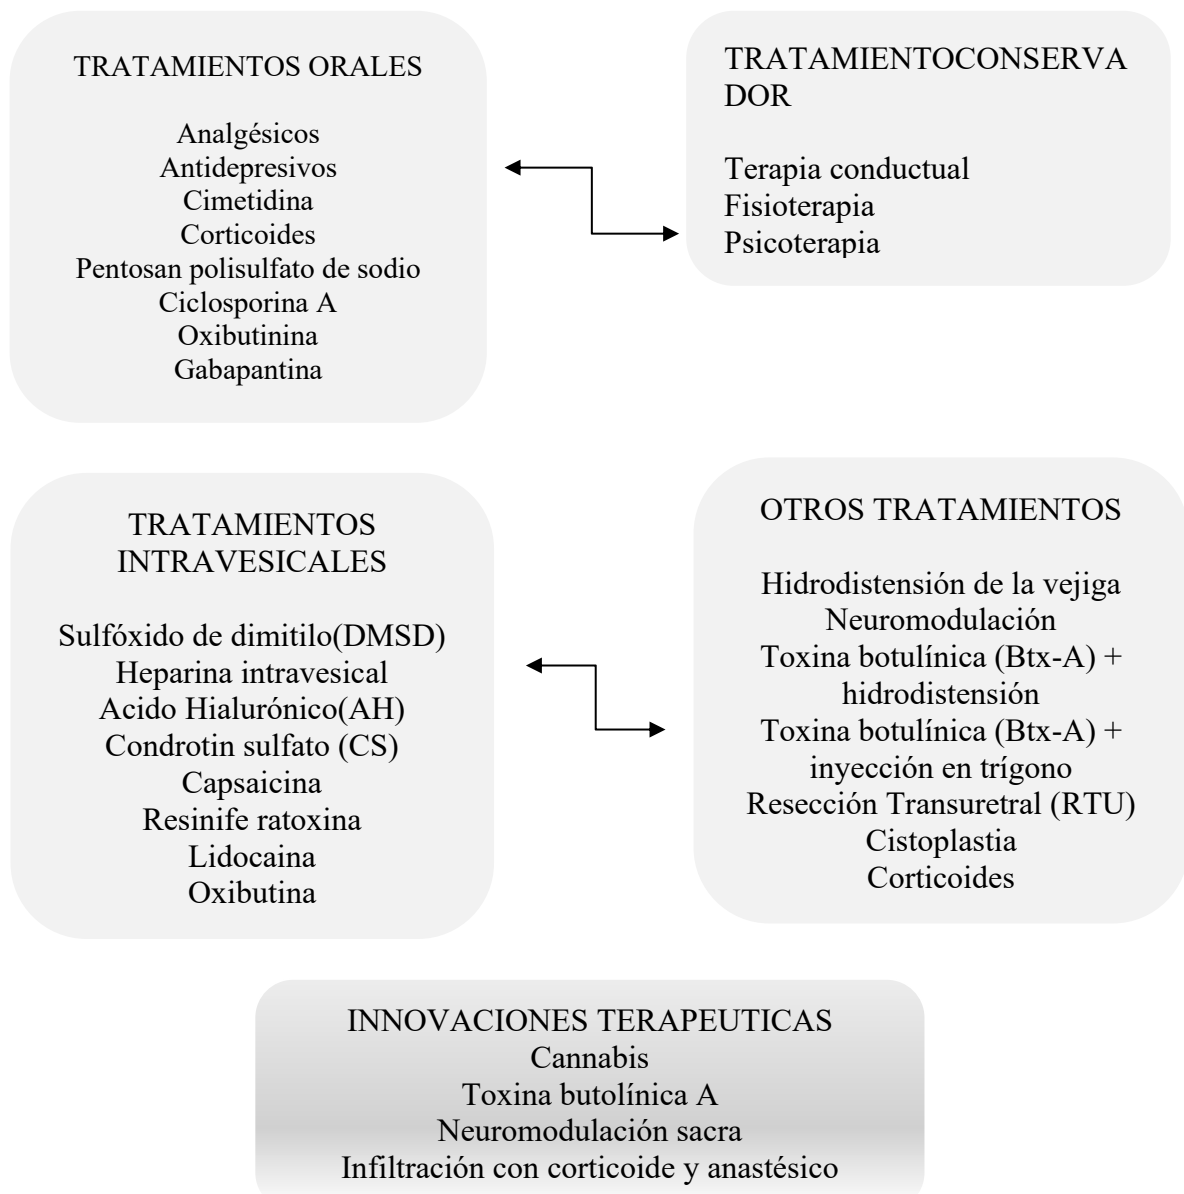 TRATAMIENTOS ORALES
Analgésicos
Antidepresivos
Cimetidina
Corticoides
Pentosan polisulfato de sodio
Ciclosporina A
Oxibutinina
Gabapantina
TRATAMIENTOCONSERVA
DOR
Terapia conductual
Fisioterapia
Psicoterapia
TRATAMIENTOS
INTRAVESICALES
Sulfóxido de dimitilo(DMSD)
Heparina intravesical
Acido Hialurónico(AH)
Condrotin sulfato (CS)
Capsaicina
Resinife ratoxina
Lidocaina
Oxibutina
OTROS TRATAMIENTOS
Hidrodistensión de la vejiga
Neuromodulación
Toxina botulínica (Btx-A) +
hidrodistensión
Toxina botulínica (Btx-A) +
inyección en trígono
Resección Transuretral (RTU)
Cistoplastia
Corticoides
INNOVACIONES TERAPEUTICAS
Cannabis
Toxina butolínica A
Neuromodulación sacra
Infiltración con corticoide y anastésico